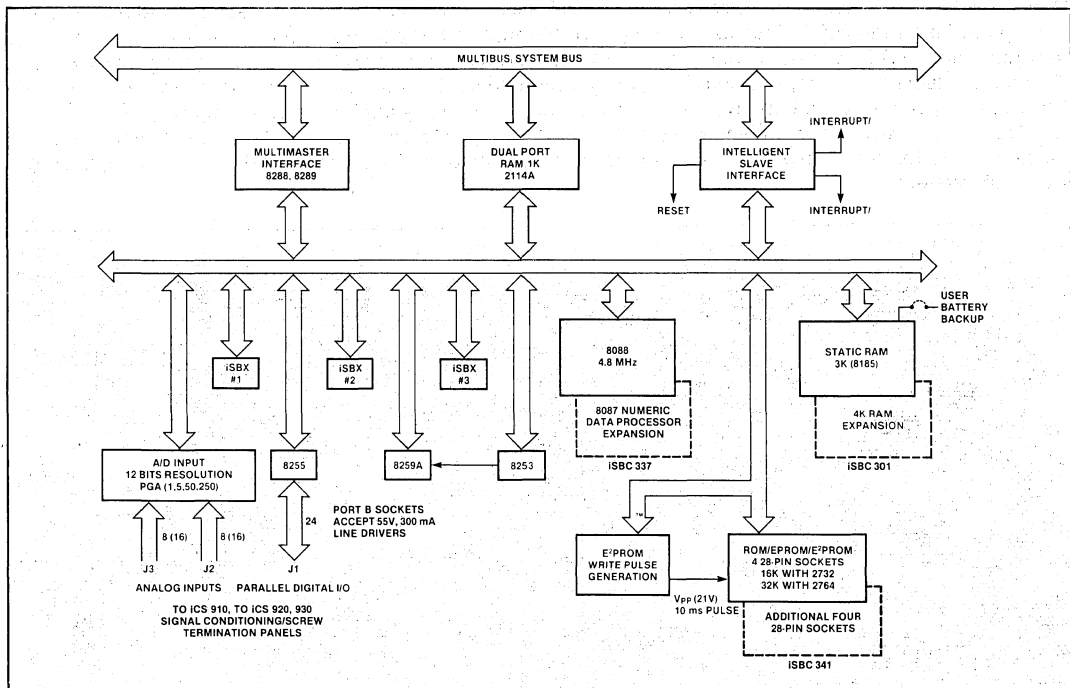 MULTIBUS, SYSTEM BUS
MULTIMASTER
INTERFACE
8288, 8289
DUAL PORT
RAM 1K
2114A
INTELLIGENT
SLAVE
INTERFACE
INTERRUPT/
RESET
INTERRUPT/
iSBX
#1
iSBX
#2
iSBX
#3
8088
4.8 MHz
8087 NUMERIC
DATA PROCESSOR
EXPANSION
iSBC 337
USER
BATTERY
BACKUP
STATIC RAM
3K (8185)
4K RAM
EXPANSION
iSBC 301
A/D INPUT
12 BITS RESOLUTION
PGA (1,5,50,250)
8255
8259A
8253
8 (16)
8 (16)
24
PORT B SOCKETS
ACCEPT 55V, 300 mA
LINE DRIVERS
J3
J2
J1
ANALOG INPUTS
PARALLEL DIGITAL I/O
TO iCS 910, TO iCS 920, 930
SIGNAL CONDITIONING/SCREW
TERMINATION PANELS
™
E²PROM
WRITE PULSE
GENERATION
VPP (21V)
10 ms PULSE
ROM/EPROM/E²PROM
4 28-PIN SOCKETS
16K WITH 2732
32K WITH 2764
ADDITIONAL FOUR
28-PIN SOCKETS
iSBC 341